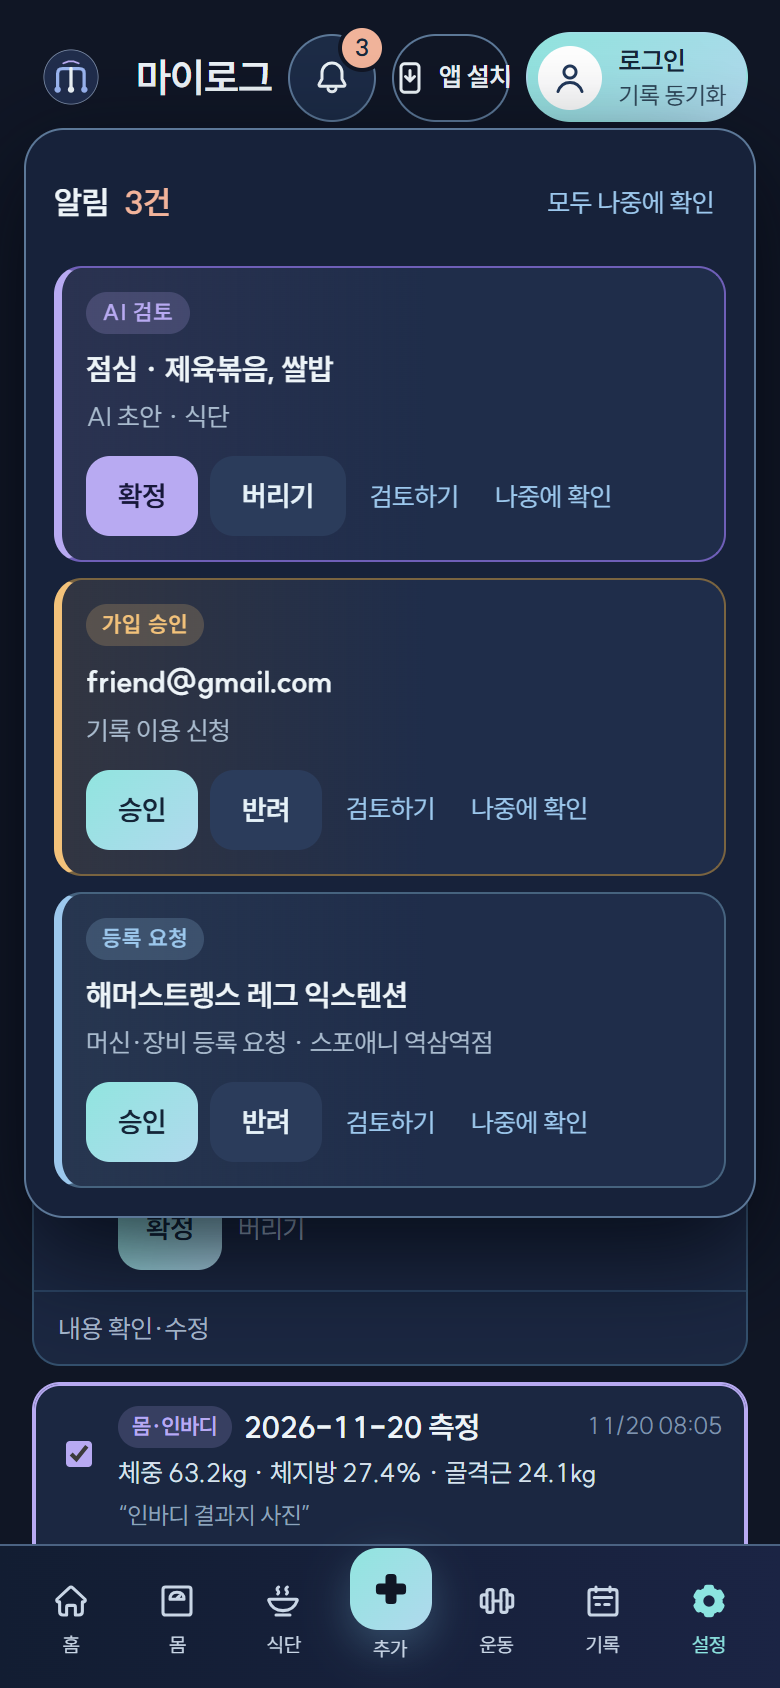 마이로그
3
앱 설치
로그인
기록 동기화
알림 3건
모두 나중에 확인
AI 검토
점심 · 제육볶음, 쌀밥
AI 초안 · 식단
확정 버리기 검토하기 나중에 확인
가입 승인
friend@gmail.com
기록 이용 신청
승인 반려 검토하기 나중에 확인
등록 요청
해머스트렝스 레그 익스텐션
머신·장비 등록 요청 · 스포애니 역삼역점
승인 반려 검토하기 나중에 확인
확정 버리기
내용 확인·수정
몸·인바디 2026-11-20 측정 11/20 08:05
체중 63.2kg · 체지방 27.4% · 골격근 24.1kg
“인바디 결과지 사진”
홈 몸 식단 추가 운동 기록 설정